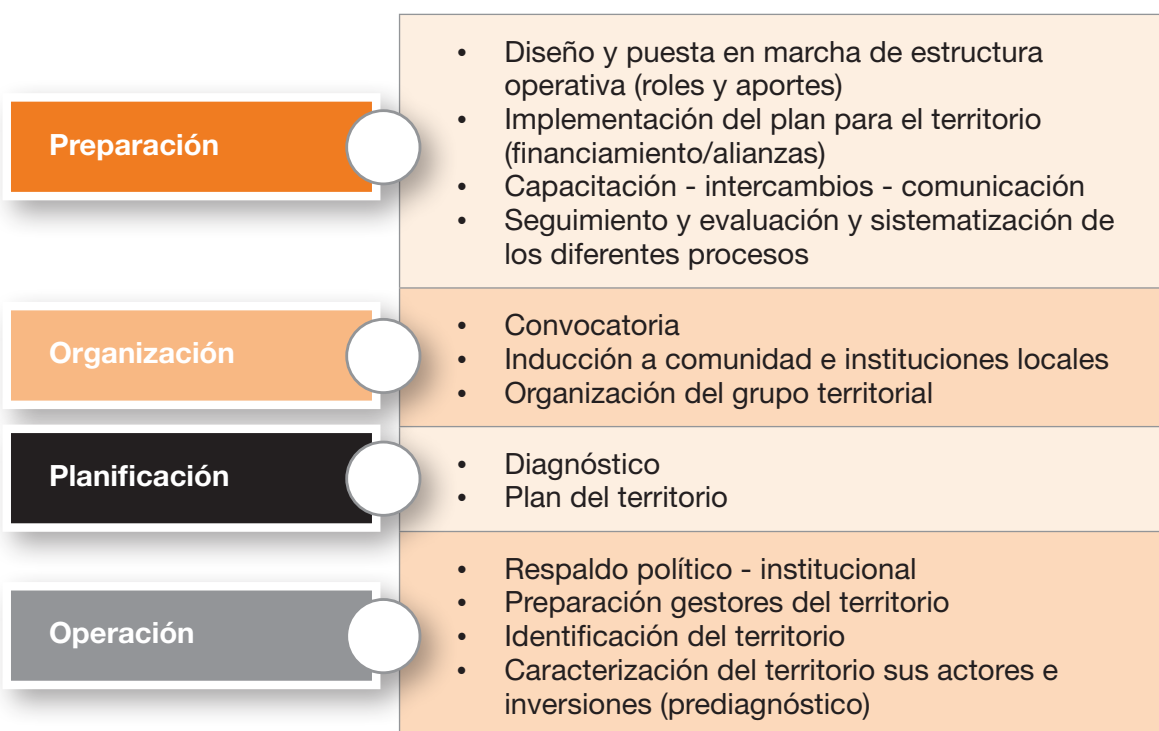 Preparación
• Diseño y puesta en marcha de estructura
operativa (roles y aportes)
• Implementación del plan para el territorio
(financiamiento/alianzas)
• Capacitación - intercambios - comunicación
• Seguimiento y evaluación y sistematización de
los diferentes procesos
Organización
• Convocatoria
• Inducción a comunidad e instituciones locales
• Organización del grupo territorial
Planificación
• Diagnóstico
• Plan del territorio
Operación
• Respaldo político - institucional
• Preparación gestores del territorio
• Identificación del territorio
• Caracterización del territorio sus actores e
inversiones (prediagnóstico)